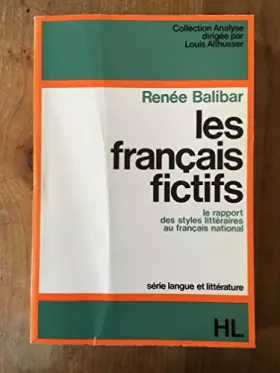 Collection Analyse
dirigée par
Louis Althusser
Renée Balibar
les
français
fictifs
le rapport
des styles littéraires
au français national
série langue et littérature
HL